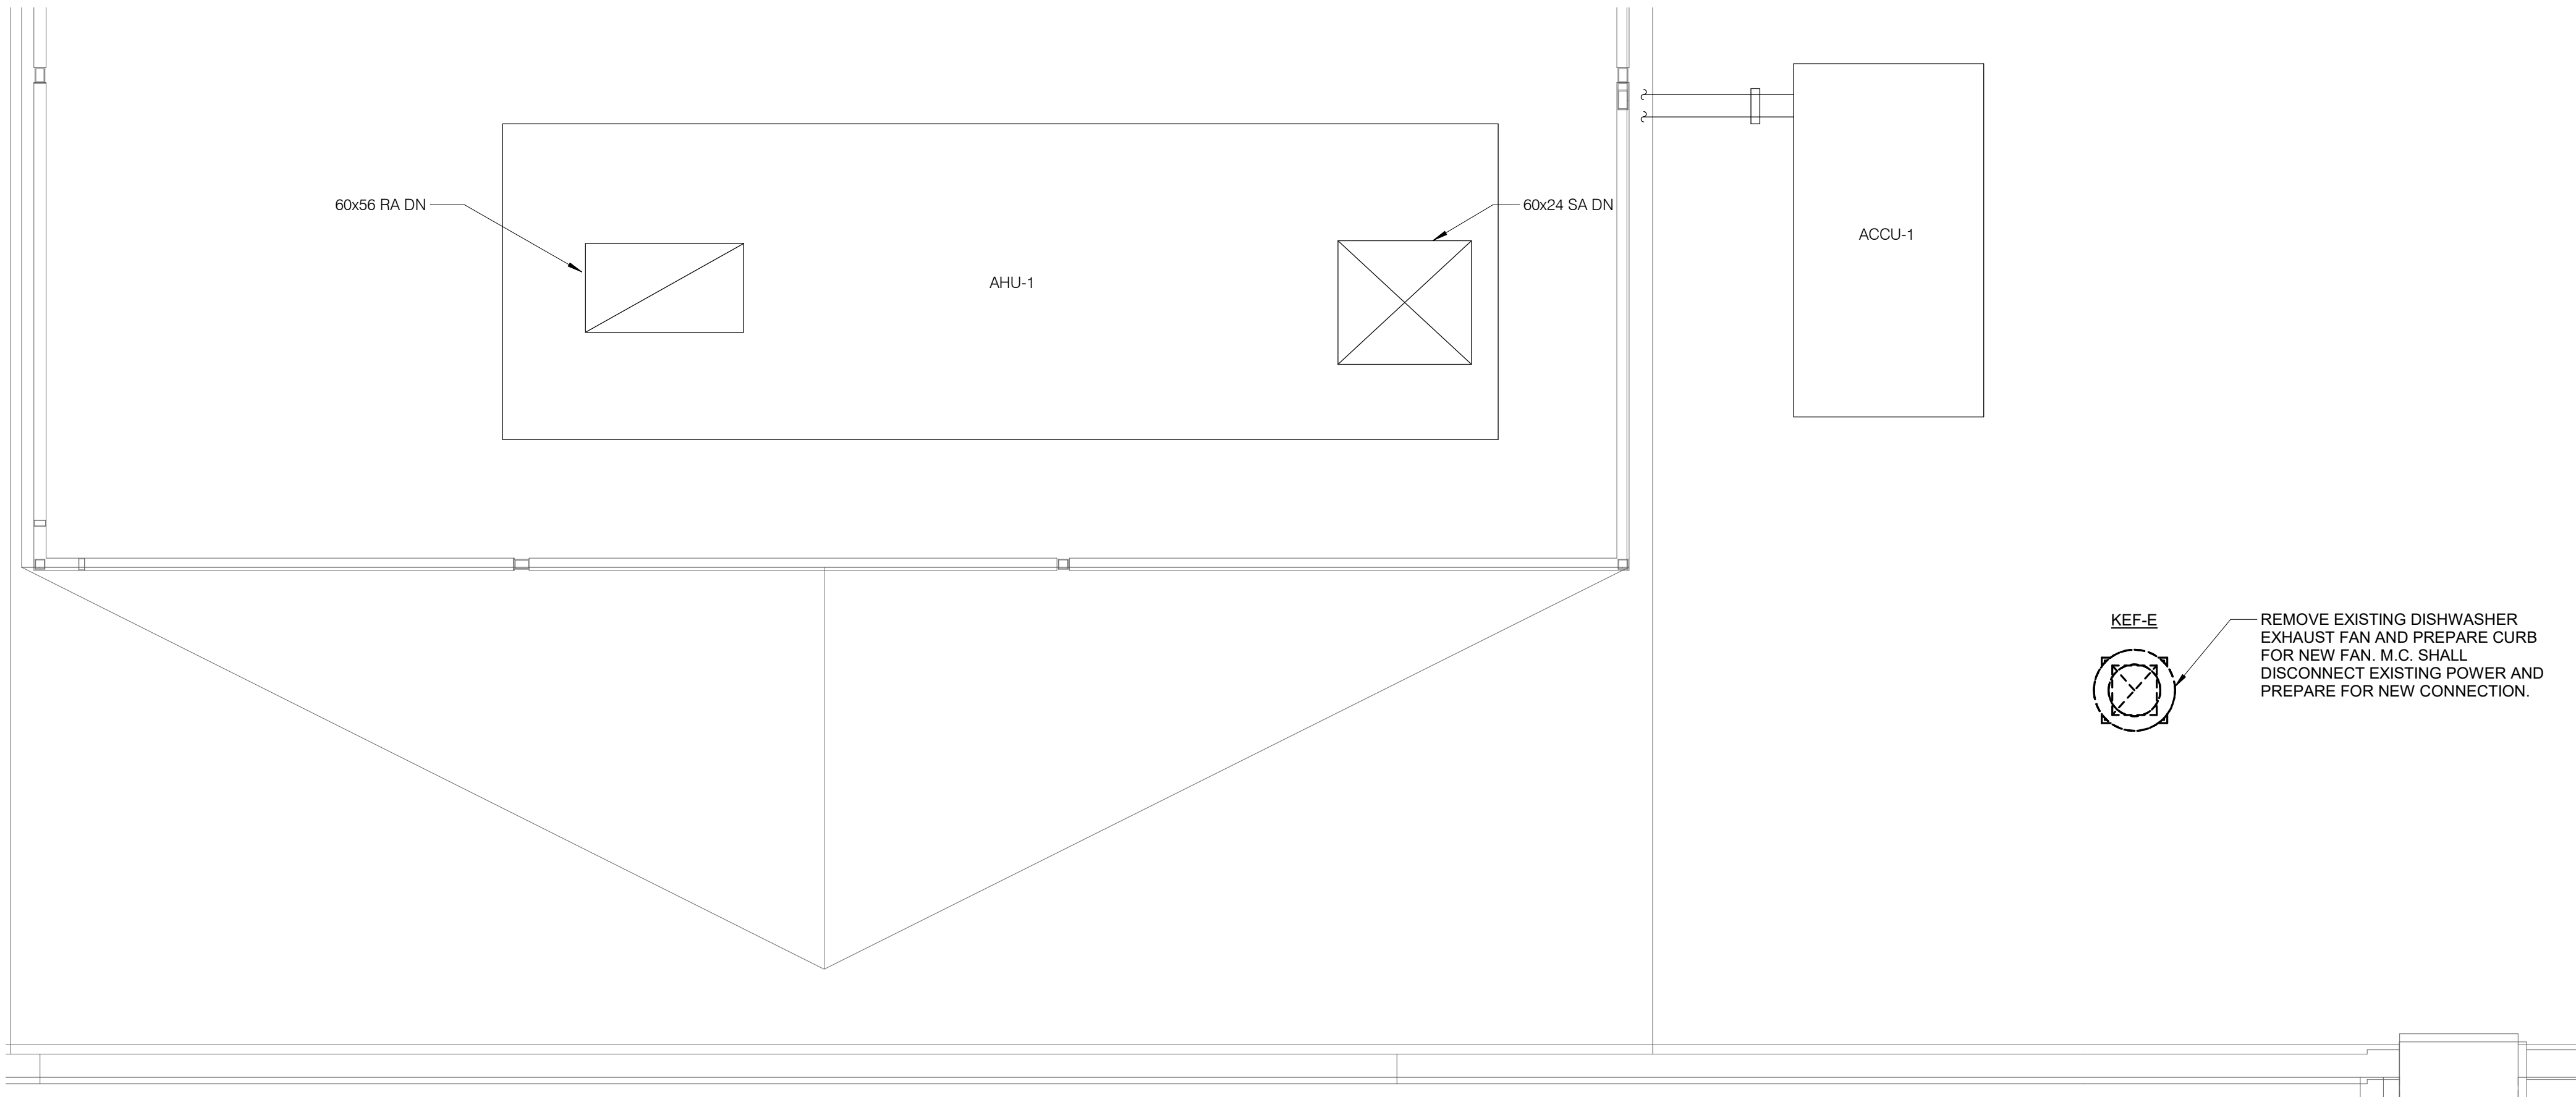 60x56 RA DN
60x24 SA DN
AHU-1
ACCU-1
KEF-E
REMOVE EXISTING DISHWASHER
EXHAUST FAN AND PREPARE CURB
FOR NEW FAN. M.C. SHALL
DISCONNECT EXISTING POWER AND
PREPARE FOR NEW CONNECTION.